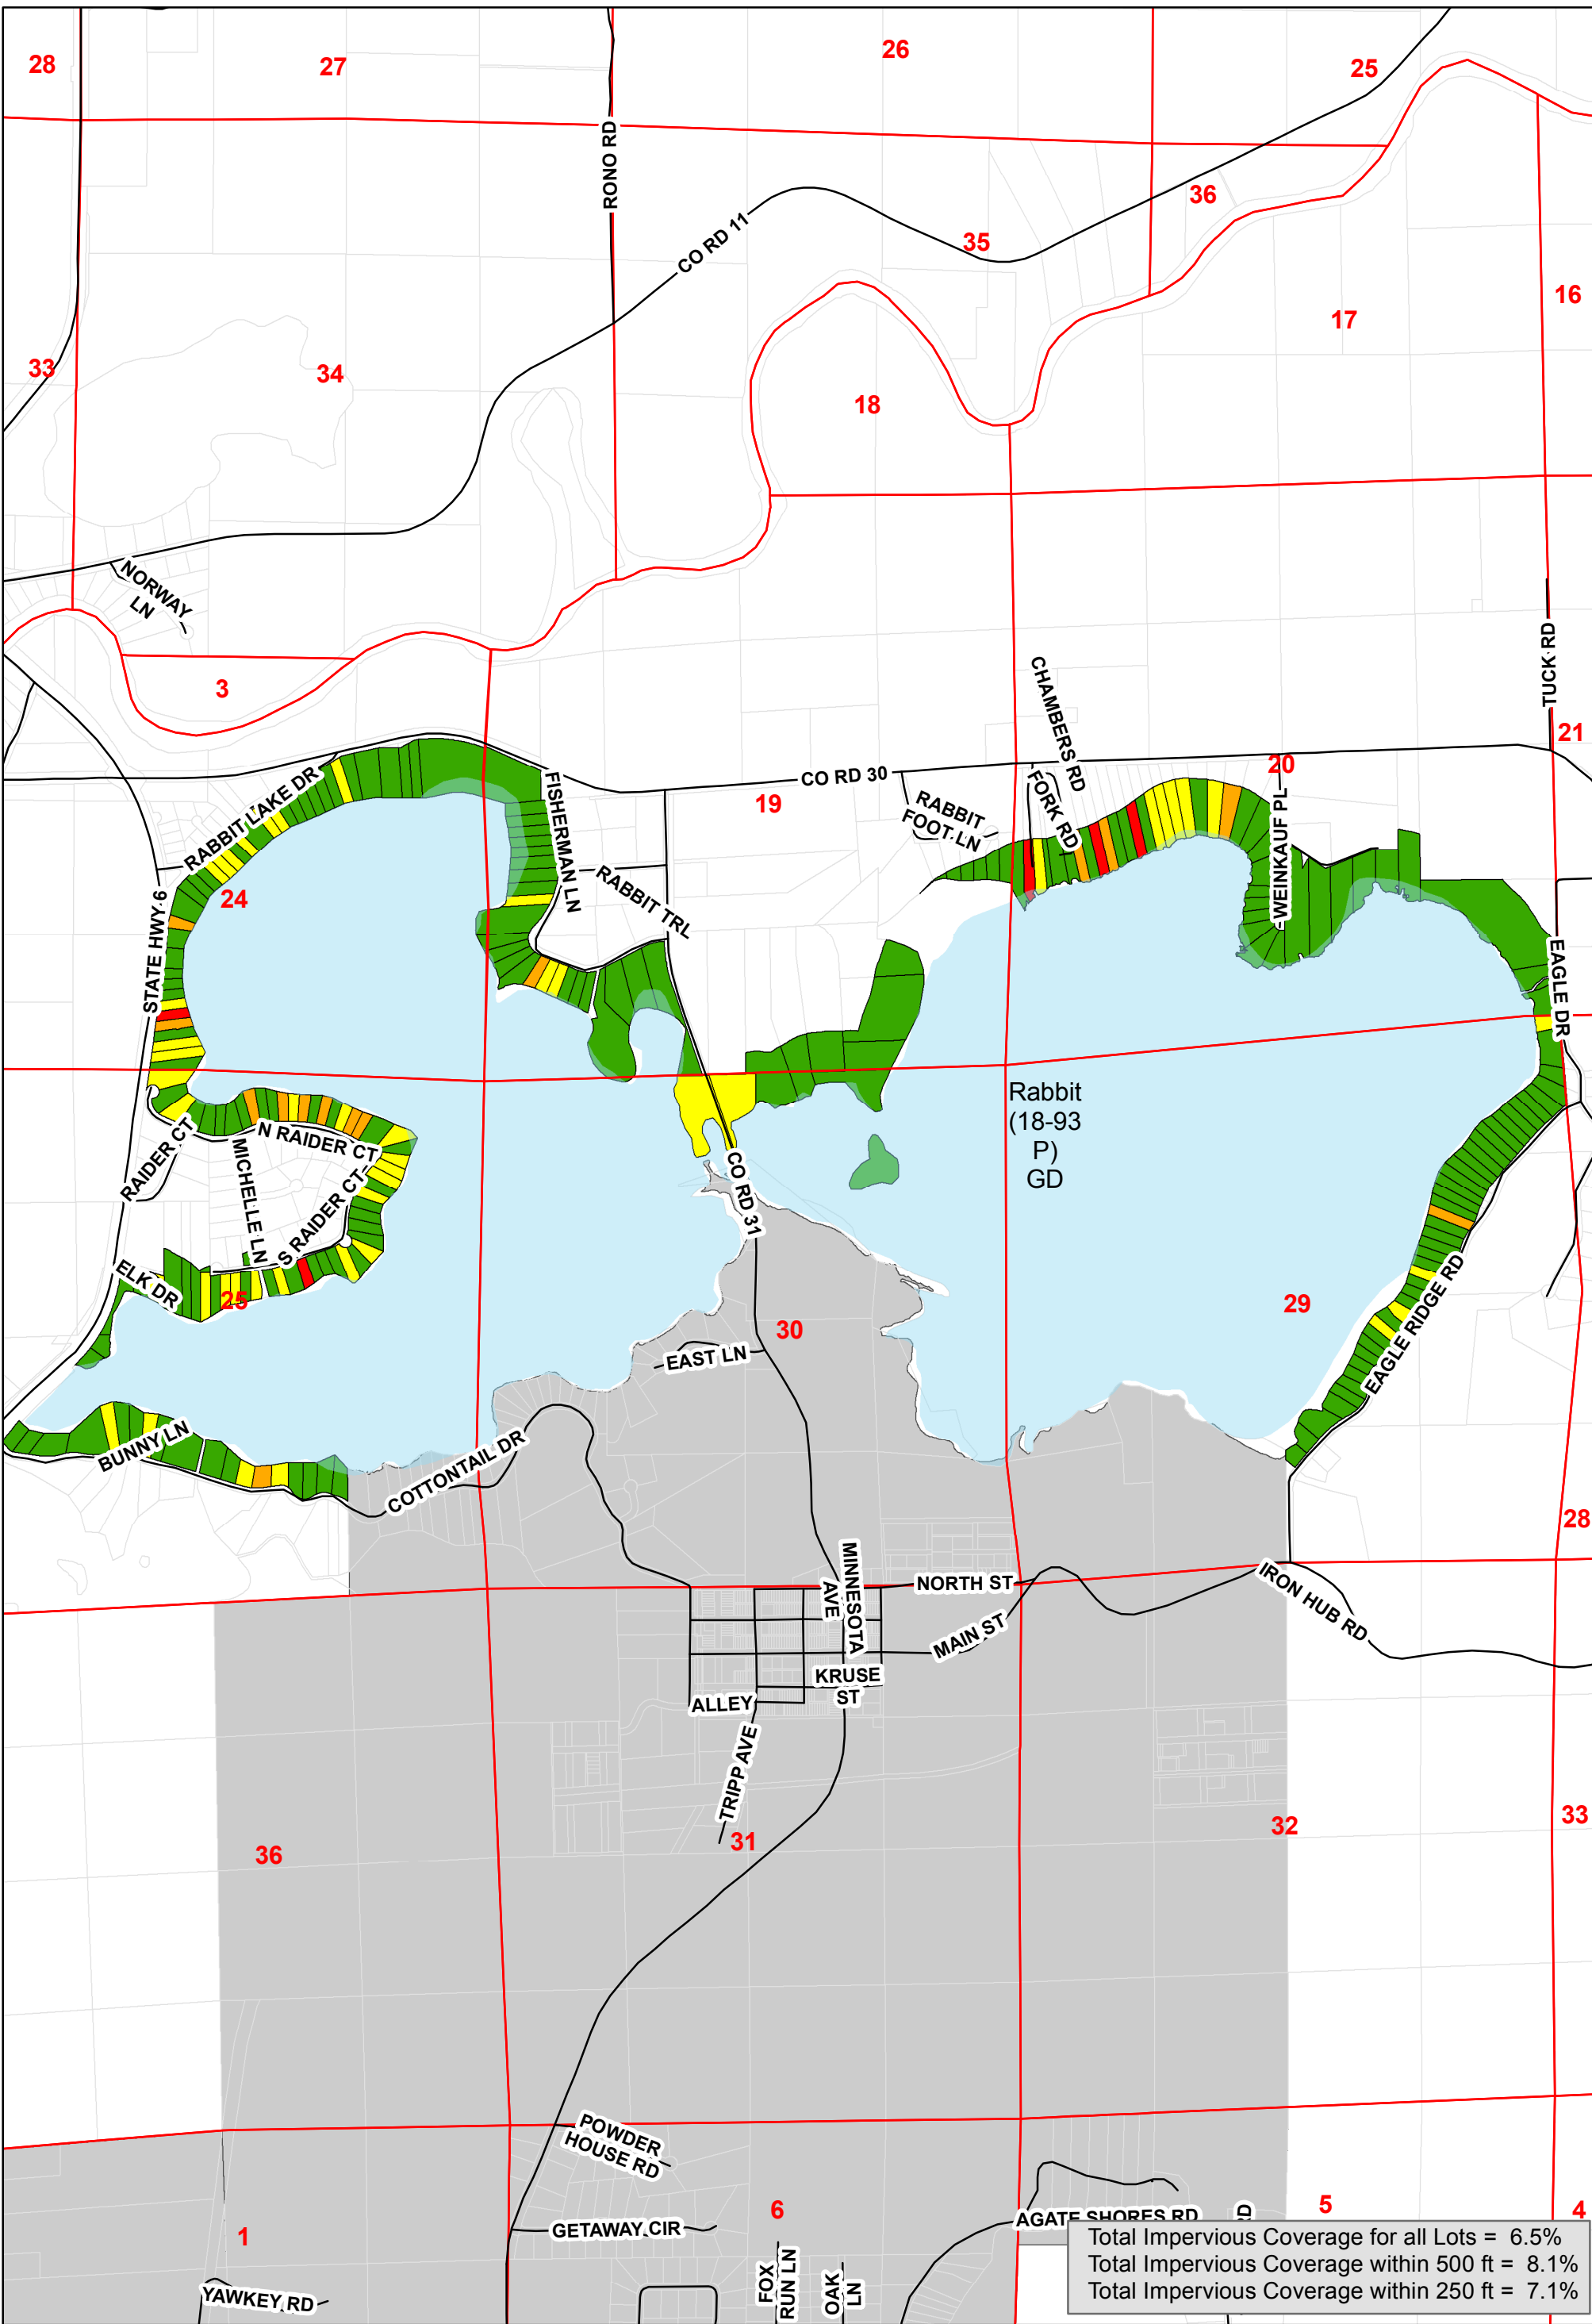 28
27
26
25
RONO RD
CO RD 11
36
35
16
17
33
34
18
NORWAY
LN
3
CHAMBERS RD
TUCK RD
21
20
CO RD 30
19
RABBIT LAKE DR
FISHERMAN LN
RABBIT
FOOT LN
FORK RD
WEINKAUF PL
RABBIT TRL
24
STATE HWY 6
EAGLE DR
Rabbit
(18-93
P)
GD
RAIDER CT
N RAIDER CT
MICHELLE LN
S RAIDER CT
CO RD 31
ELK DR
25
29
30
EAGLE RIDGE RD
EAST LN
BUNNY LN
COTTONTAIL DR
28
MINNESOTA
AVE
NORTH ST
IRON HUB RD
MAIN ST
KRUSE
ST
ALLEY
TRIPP AVE
31
32
33
36
POWDER
HOUSE RD
6
5
4
1
GETAWAY CIR
AGATE SHORES RD
FOX
RUN LN
OAK
LN
YAWKEY RD
Total Impervious Coverage for all Lots = 6.5%
Total Impervious Coverage within 500 ft = 8.1%
Total Impervious Coverage within 250 ft = 7.1%